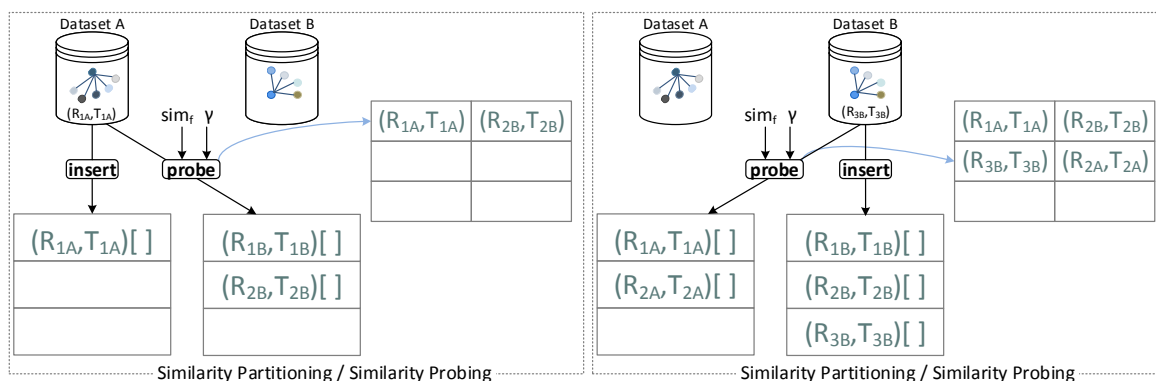 Dataset A
Dataset B
(R1A,T1A)
simf
γ
(R1A,T1A)
(R2B,T2B)
insert
probe
(R1A,T1A)[ ]
(R1B,T1B)[ ]
(R2B,T2B)[ ]
Similarity Partitioning / Similarity Probing
Dataset A
Dataset B
(R3B,T3B)
simf
γ
(R1A,T1A)
(R2B,T2B)
(R3B,T3B)
(R2A,T2A)
probe
insert
(R1A,T1A)[ ]
(R1B,T1B)[ ]
(R2A,T2A)[ ]
(R2B,T2B)[ ]
(R3B,T3B)[ ]
Similarity Partitioning / Similarity Probing